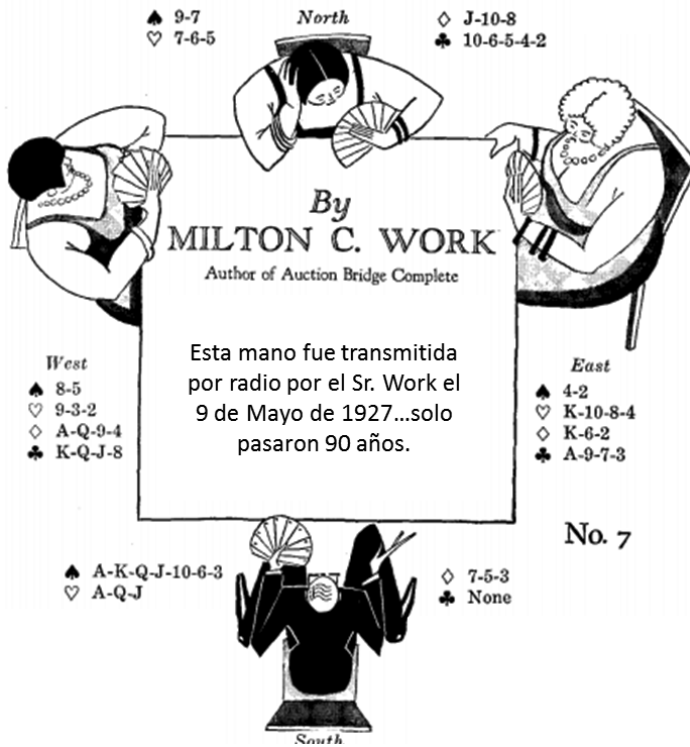 ♠ 9-7
♡ 7-6-5
North
♢ J-10-8
♣ 10-6-5-4-2
By
MILTON C. WORK
Author of Auction Bridge Complete
Esta mano fue transmitida
por radio por el Sr. Work el
9 de Mayo de 1927...solo
pasaron 90 años.
West
♠ 8-5
♡ 9-3-2
♢ A-Q-9-4
♣ K-Q-J-8
East
♠ 4-2
♡ K-10-8-4
♢ K-6-2
♣ A-9-7-3
No. 7
♠ A-K-Q-J-10-6-3
♡ A-Q-J
♢ 7-5-3
♣ None
South